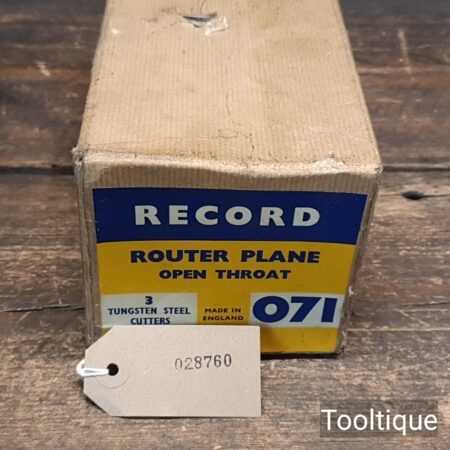 RECORD
ROUTER PLANE
OPEN THROAT
3
TUNGSTEN STEEL
CUTTERS
MADE IN
ENGLAND
071
028760
Tooltique